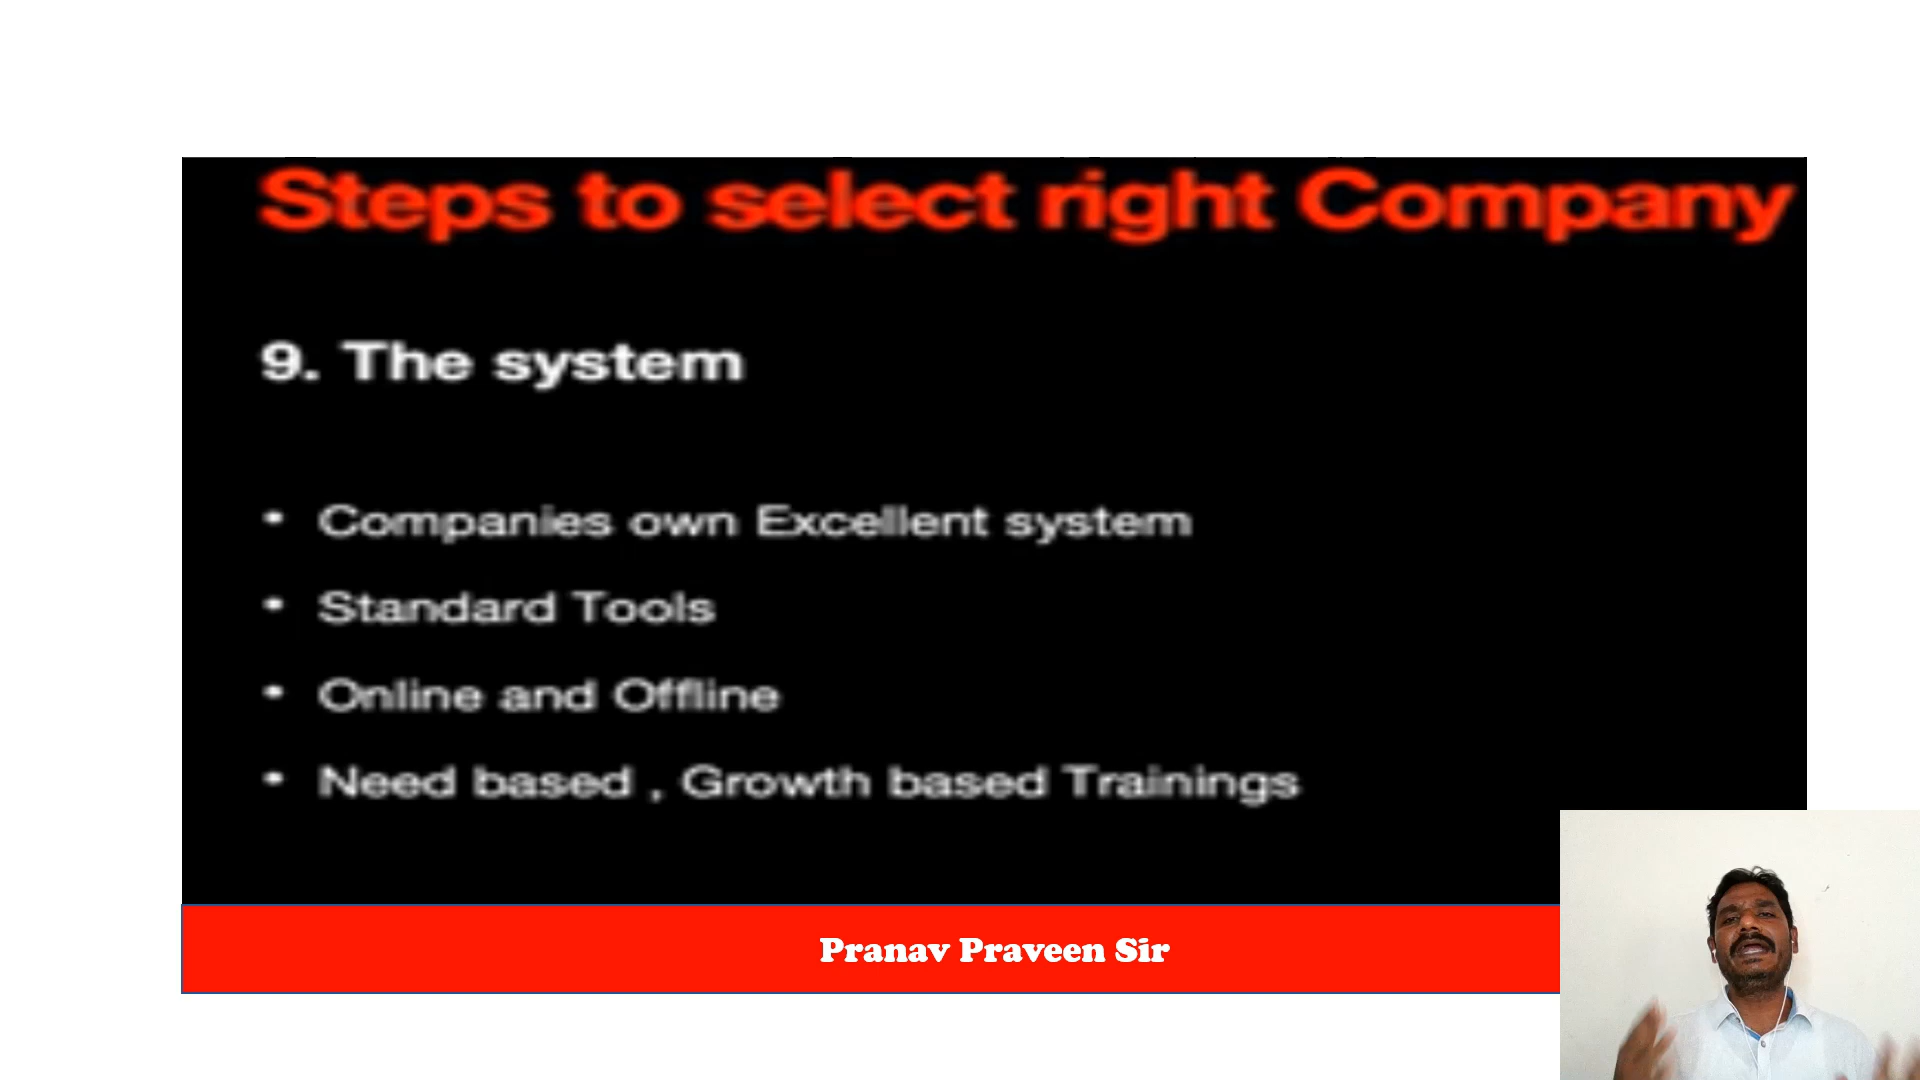 Steps to select right Company
9. The system
• Companies own Excellent system
• Standard Tools
• Online and Offline
• Need based , Growth based Trainings
Pranav Praveen Sir